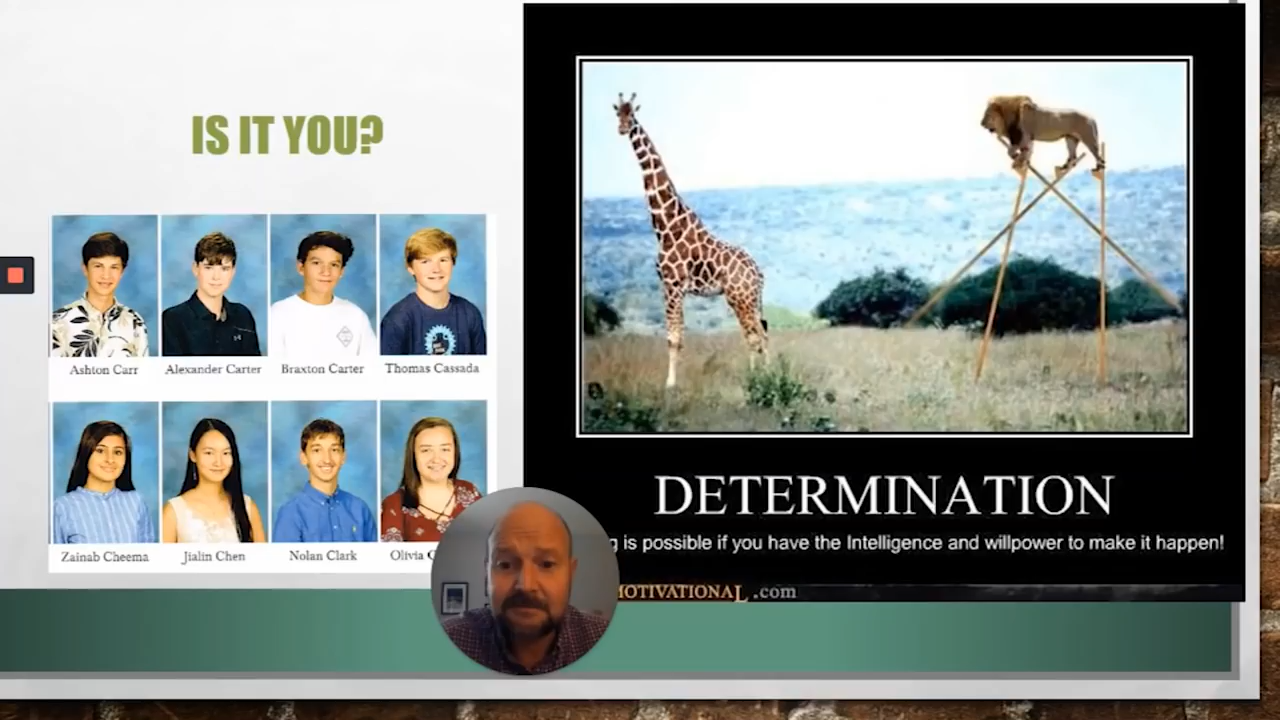 IS IT YOU?
Ashton Carr
Alexander Carter
Braxton Carter
Thomas Cassada
Zainab Cheema
Jialin Chen
Nolan Clark
Olivia
DETERMINATION
is possible if you have the Intelligence and willpower to make it happen!
MOTIVATIONAL.com